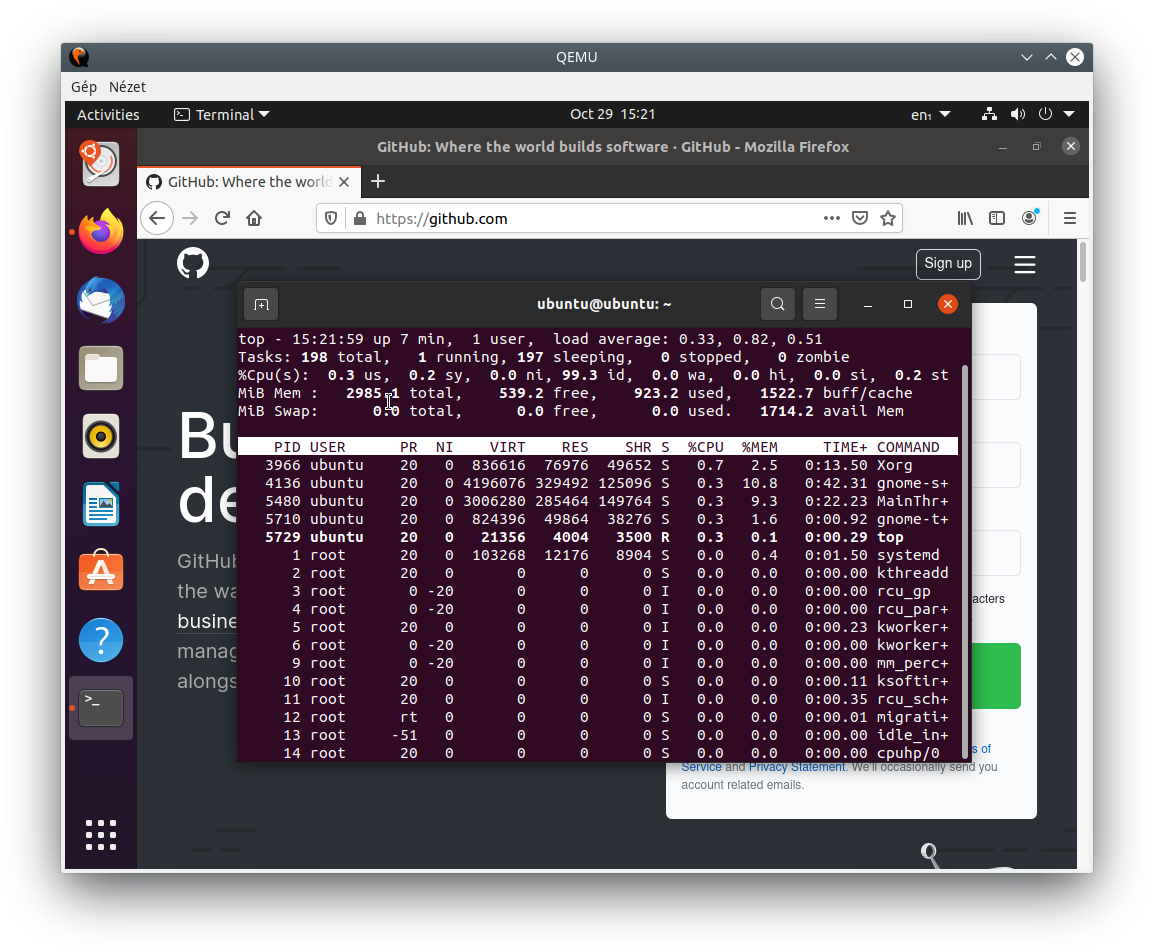 QEMU
Gép Nézet
Activities Terminal Oct 29 15:21 en₁
GitHub: Where the world builds software · GitHub - Mozilla Firefox
GitHub: Where the world
https://github.com
Sign up
ubuntu@ubuntu: ~
top - 15:21:59 up 7 min,  1 user,  load average: 0.33, 0.82, 0.51
Tasks: 198 total,   1 running, 197 sleeping,   0 stopped,   0 zombie
%Cpu(s):  0.3 us,  0.2 sy,  0.0 ni, 99.3 id,  0.0 wa,  0.0 hi,  0.0 si,  0.2 st
MiB Mem :   2985.1 total,    539.2 free,    923.2 used,   1522.7 buff/cache
MiB Swap:      0.0 total,      0.0 free,      0.0 used.   1714.2 avail Mem
PID USER      PR  NI    VIRT    RES    SHR S  %CPU  %MEM     TIME+ COMMAND
3966 ubuntu    20   0  836616  76976  49652 S   0.7   2.5   0:13.50 Xorg
4136 ubuntu    20   0 4196076 329492 125096 S   0.3  10.8   0:42.31 gnome-s+
5480 ubuntu    20   0 3006280 285464 149764 S   0.3   9.3   0:22.23 MainThr+
5710 ubuntu    20   0  824396  49864  38276 S   0.3   1.6   0:00.92 gnome-t+
5729 ubuntu    20   0   21356   4004   3500 R   0.3   0.1   0:00.29 top
1 root      20   0  103268  12176   8904 S   0.0   0.4   0:01.50 systemd
2 root      20   0       0      0      0 S   0.0   0.0   0:00.00 kthreadd
3 root       0 -20       0      0      0 I   0.0   0.0   0:00.00 rcu_gp
4 root       0 -20       0      0      0 I   0.0   0.0   0:00.00 rcu_par+
5 root      20   0       0      0      0 I   0.0   0.0   0:00.23 kworker+
6 root       0 -20       0      0      0 I   0.0   0.0   0:00.00 kworker+
9 root       0 -20       0      0      0 I   0.0   0.0   0:00.00 mm_perc+
10 root      20   0       0      0      0 S   0.0   0.0   0:00.11 ksoftir+
11 root      20   0       0      0      0 I   0.0   0.0   0:00.35 rcu_sch+
12 root      rt   0       0      0      0 S   0.0   0.0   0:00.01 migrati+
13 root     -51   0       0      0      0 S   0.0   0.0   0:00.00 idle_in+
14 root      20   0       0      0      0 S   0.0   0.0   0:00.00 cpuhp/0
Bu
de
GitHub
the wa
busine
manag
alongs
acters
s of
Service and Privacy Statement. We'll occasionally send you
account related emails.